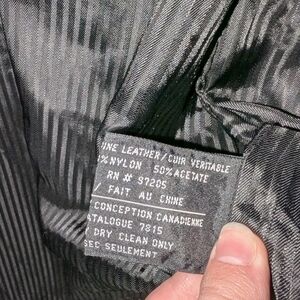 INE LEATHER / CUIR VERITABLE
% NYLON 50% ACETATE
RN # 97205
/ FAIT AU CHINE
CONCEPTION CANADIENNE
ATALOGUE 7815
DRY CLEAN ONLY
SEC SEULEMENT